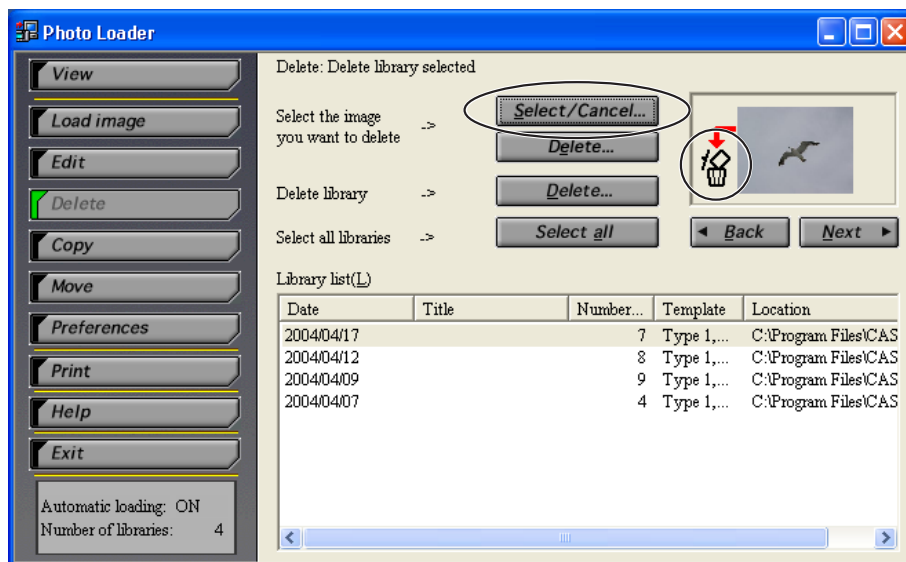 Photo Loader
View
Load image
Edit
Delete
Copy
Move
Preferences
Print
Help
Exit
Automatic loading: ON
Number of libraries: 4
Delete: Delete library selected
Select the image
you want to delete ->
Select/Cancel...
Delete...
Delete library -> Delete...
Select all libraries -> Select all
Back Next
Library list(L)
Date Title Number... Template Location
2004/04/17 7 Type 1,... C:\Program Files\CAS
2004/04/12 8 Type 1,... C:\Program Files\CAS
2004/04/09 9 Type 1,... C:\Program Files\CAS
2004/04/07 4 Type 1,... C:\Program Files\CAS